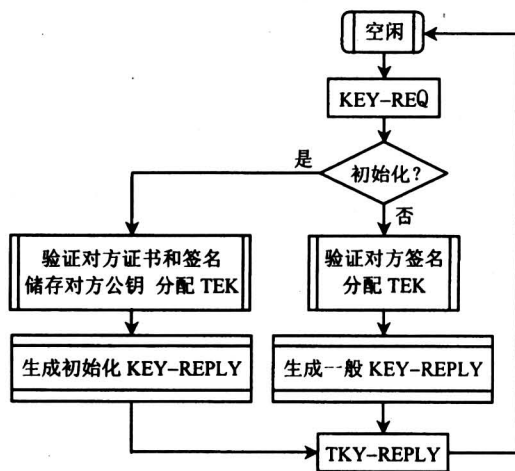 空闲
KEY-REQ
初始化?
是
否
验证对方证书和签名
储存对方公钥 分配 TEK
验证对方签名
分配 TEK
生成初始化 KEY-REPLY
生成一般 KEY-REPLY
TKY-REPLY